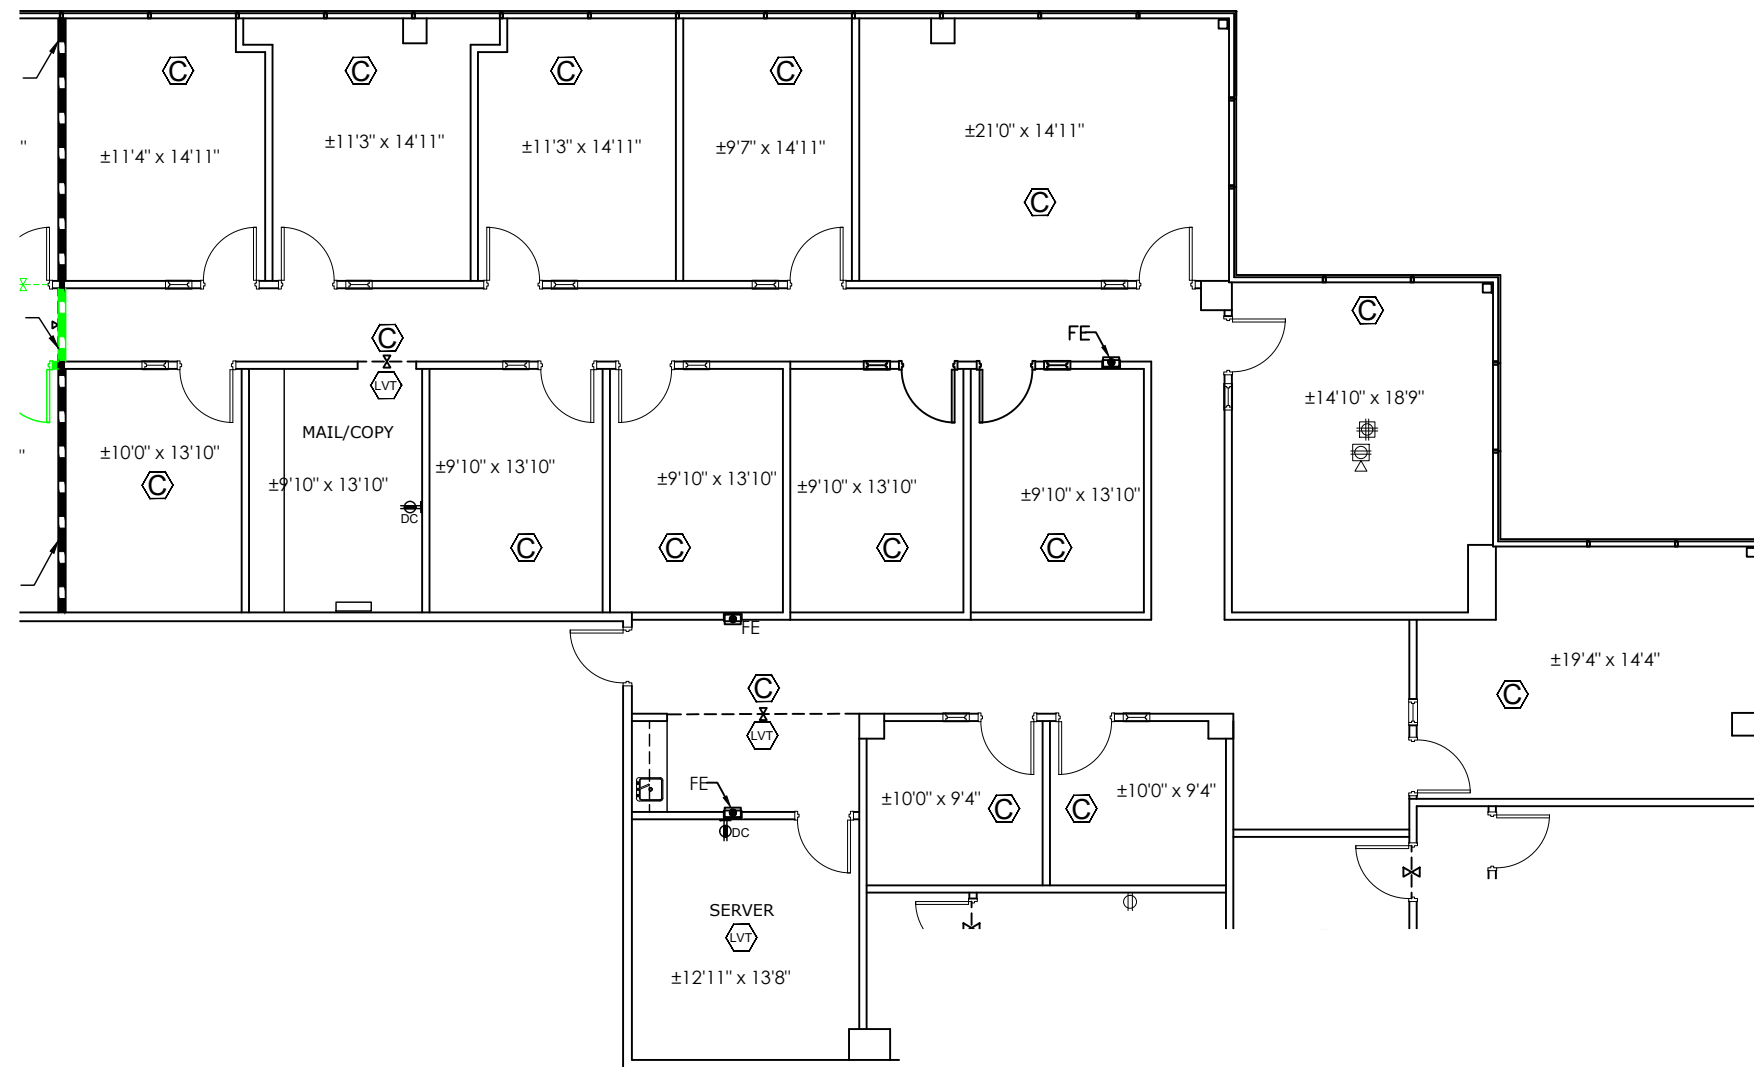 C
C
C
C
±11'4" x 14'11"
±11'3" x 14'11"
±11'3" x 14'11"
±9'7" x 14'11"
±21'0" x 14'11"
"
C
C
C
LVT
FE
±14'10" x 18'9"
MAIL/COPY
"
±10'0" x 13'10"
C
±9'10" x 13'10"
DC
±9'10" x 13'10"
±9'10" x 13'10"
±9'10" x 13'10"
±9'10" x 13'10"
C
C
C
C
FE
C
LVT
±19'4" x 14'4"
C
FE
DC
±10'0" x 9'4"
C
C
±10'0" x 9'4"
SERVER
LVT
±12'11" x 13'8"